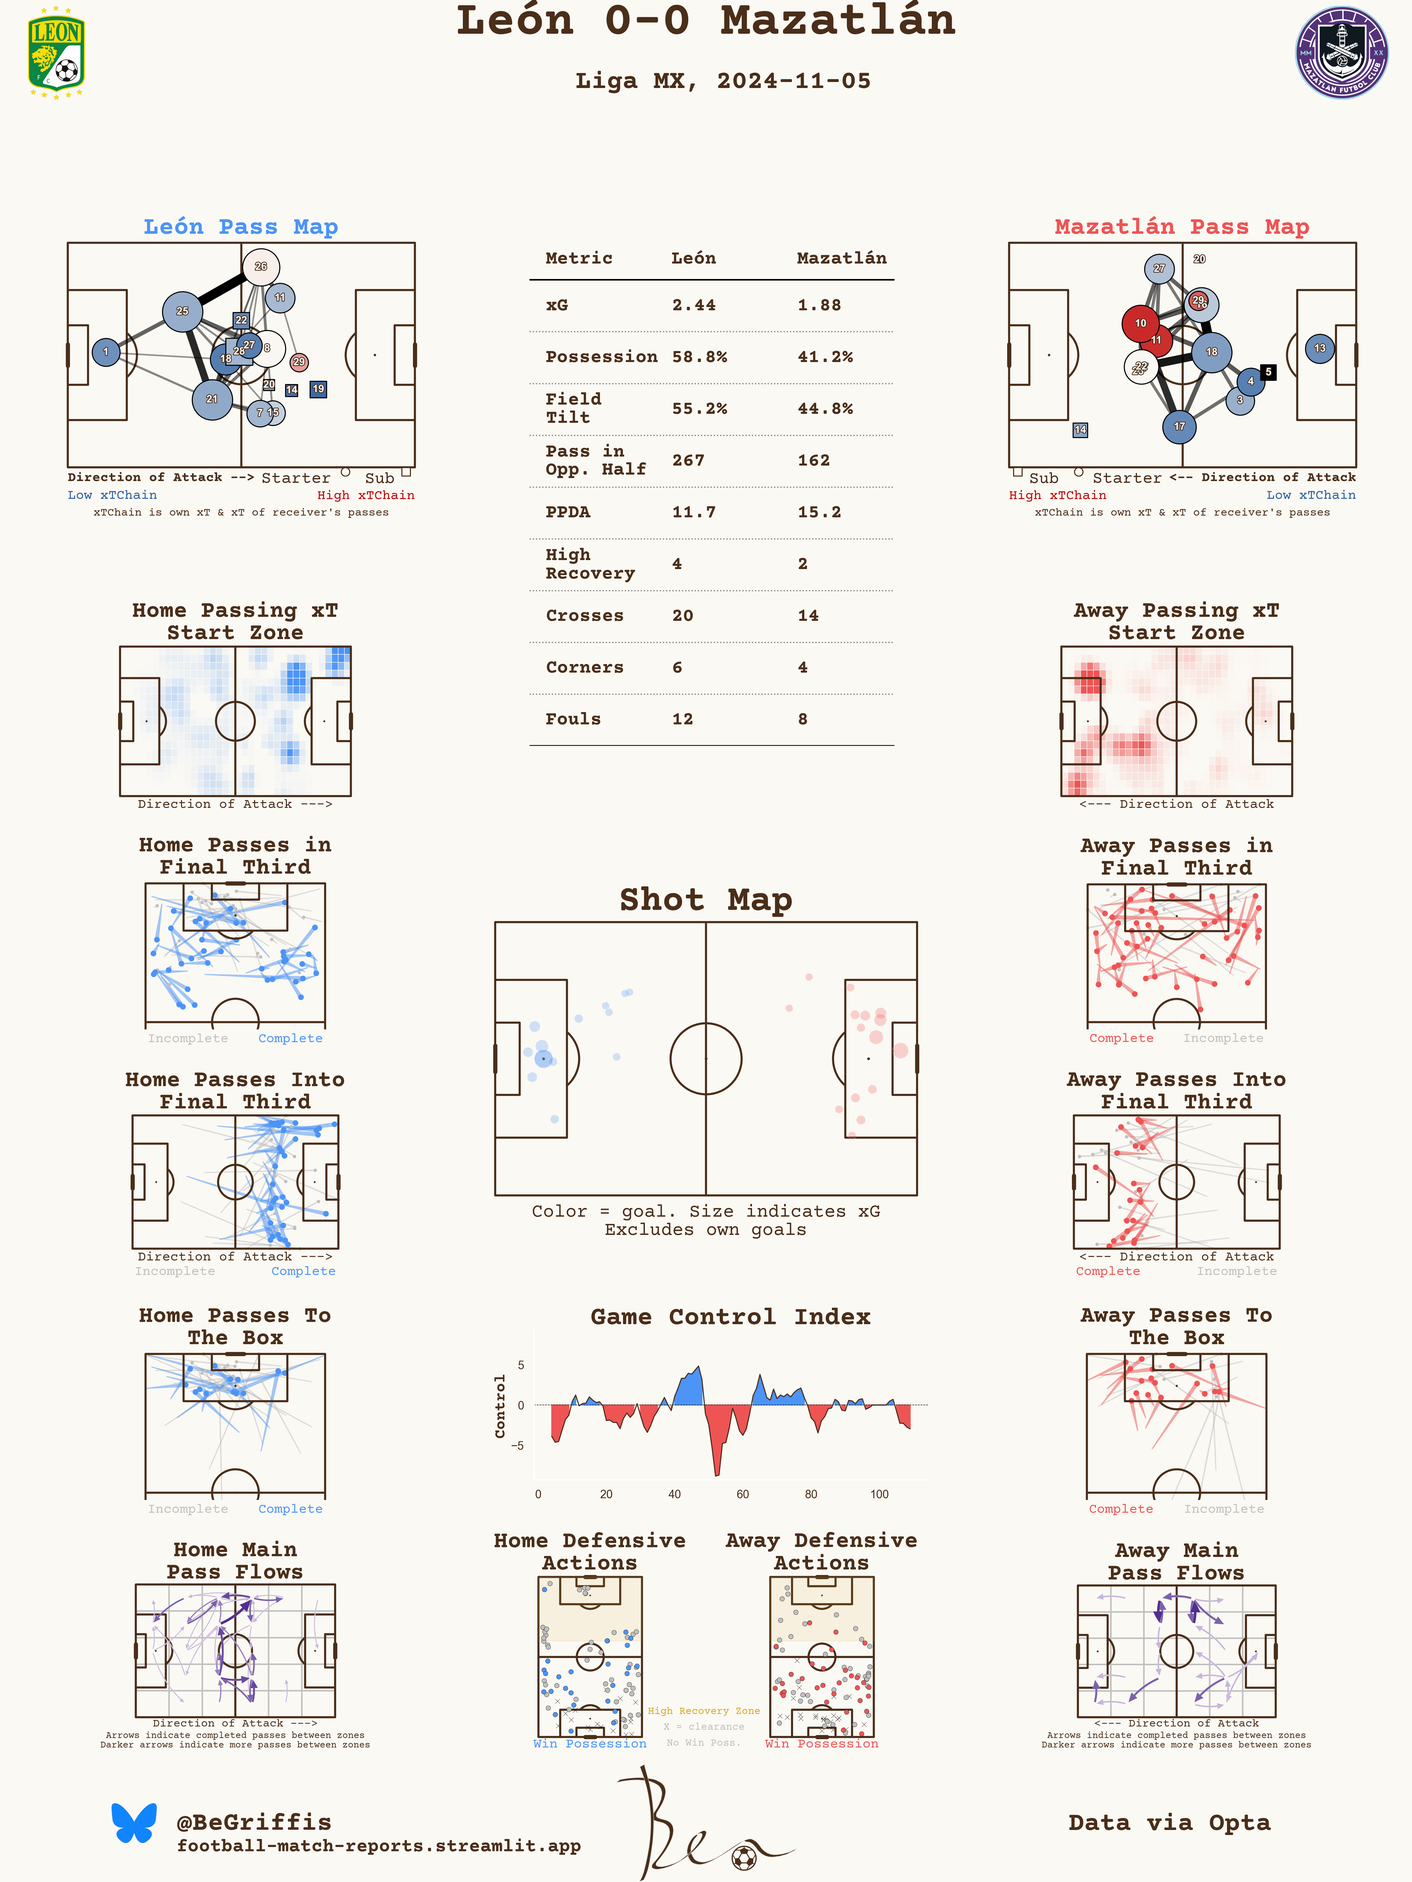 León 0-0 Mazatlán
Liga MX, 2024-11-05
LEON
F
C
MM
XX
MAZATLÁN FUTBOL CLUB
León Pass Map
26
11
25
22
1
28
27
8
18
29
20
14
19
21
7
15
Direction of Attack --> Starter Sub
Low xTChain High xTChain
xTChain is own xT & xT of receiver's passes
Metric León Mazatlán
xG 2.44 1.88
Possession 58.8% 41.2%
Field
Tilt 55.2% 44.8%
Pass in
Opp. Half 267 162
PPDA 11.7 15.2
High
Recovery 4 2
Crosses 20 14
Corners 6 4
Fouls 12 8
Mazatlán Pass Map
20
27
29
10
11
18
13
22
5
4
3
17
14
Sub Starter <-- Direction of Attack
High xTChain Low xTChain
xTChain is own xT & xT of receiver's passes
Home Passing xT
Start Zone
Direction of Attack --->
Away Passing xT
Start Zone
<--- Direction of Attack
Home Passes in
Final Third
Incomplete Complete
Away Passes in
Final Third
Complete Incomplete
Shot Map
Color = goal. Size indicates xG
Excludes own goals
Home Passes Into
Final Third
Direction of Attack --->
Incomplete Complete
Away Passes Into
Final Third
<--- Direction of Attack
Complete Incomplete
Home Passes To
The Box
Incomplete Complete
Game Control Index
Control
5
0
−5
0 20 40 60 80 100
Away Passes To
The Box
Complete Incomplete
Home Main
Pass Flows
Direction of Attack --->
Arrows indicate completed passes between zones
Darker arrows indicate more passes between zones
Home Defensive
Actions
Win Possession
High Recovery Zone
X = clearance
No Win Poss.
Away Defensive
Actions
Win Possession
Away Main
Pass Flows
<--- Direction of Attack
Arrows indicate completed passes between zones
Darker arrows indicate more passes between zones
@BeGriffis
football-match-reports.streamlit.app
Ben
Data via Opta